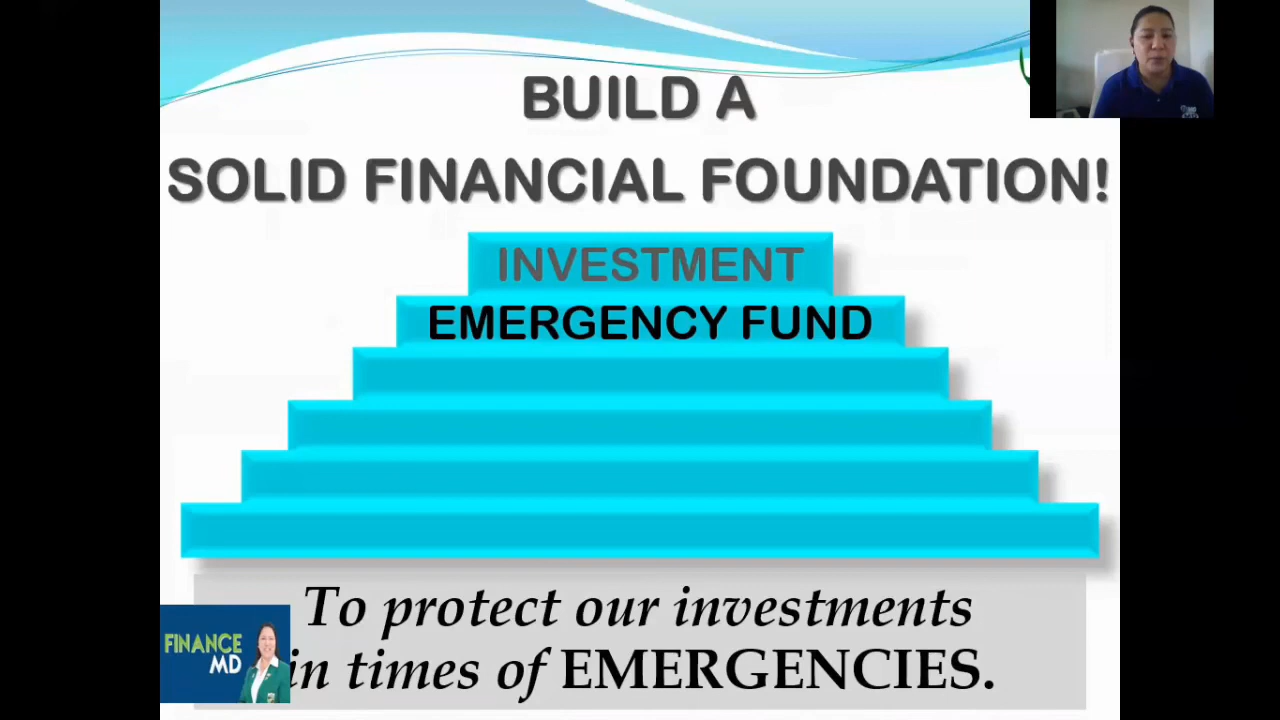 BUILD A
SOLID FINANCIAL FOUNDATION!
INVESTMENT
EMERGENCY FUND
To protect our investments
in times of EMERGENCIES.
FINANCE
MD